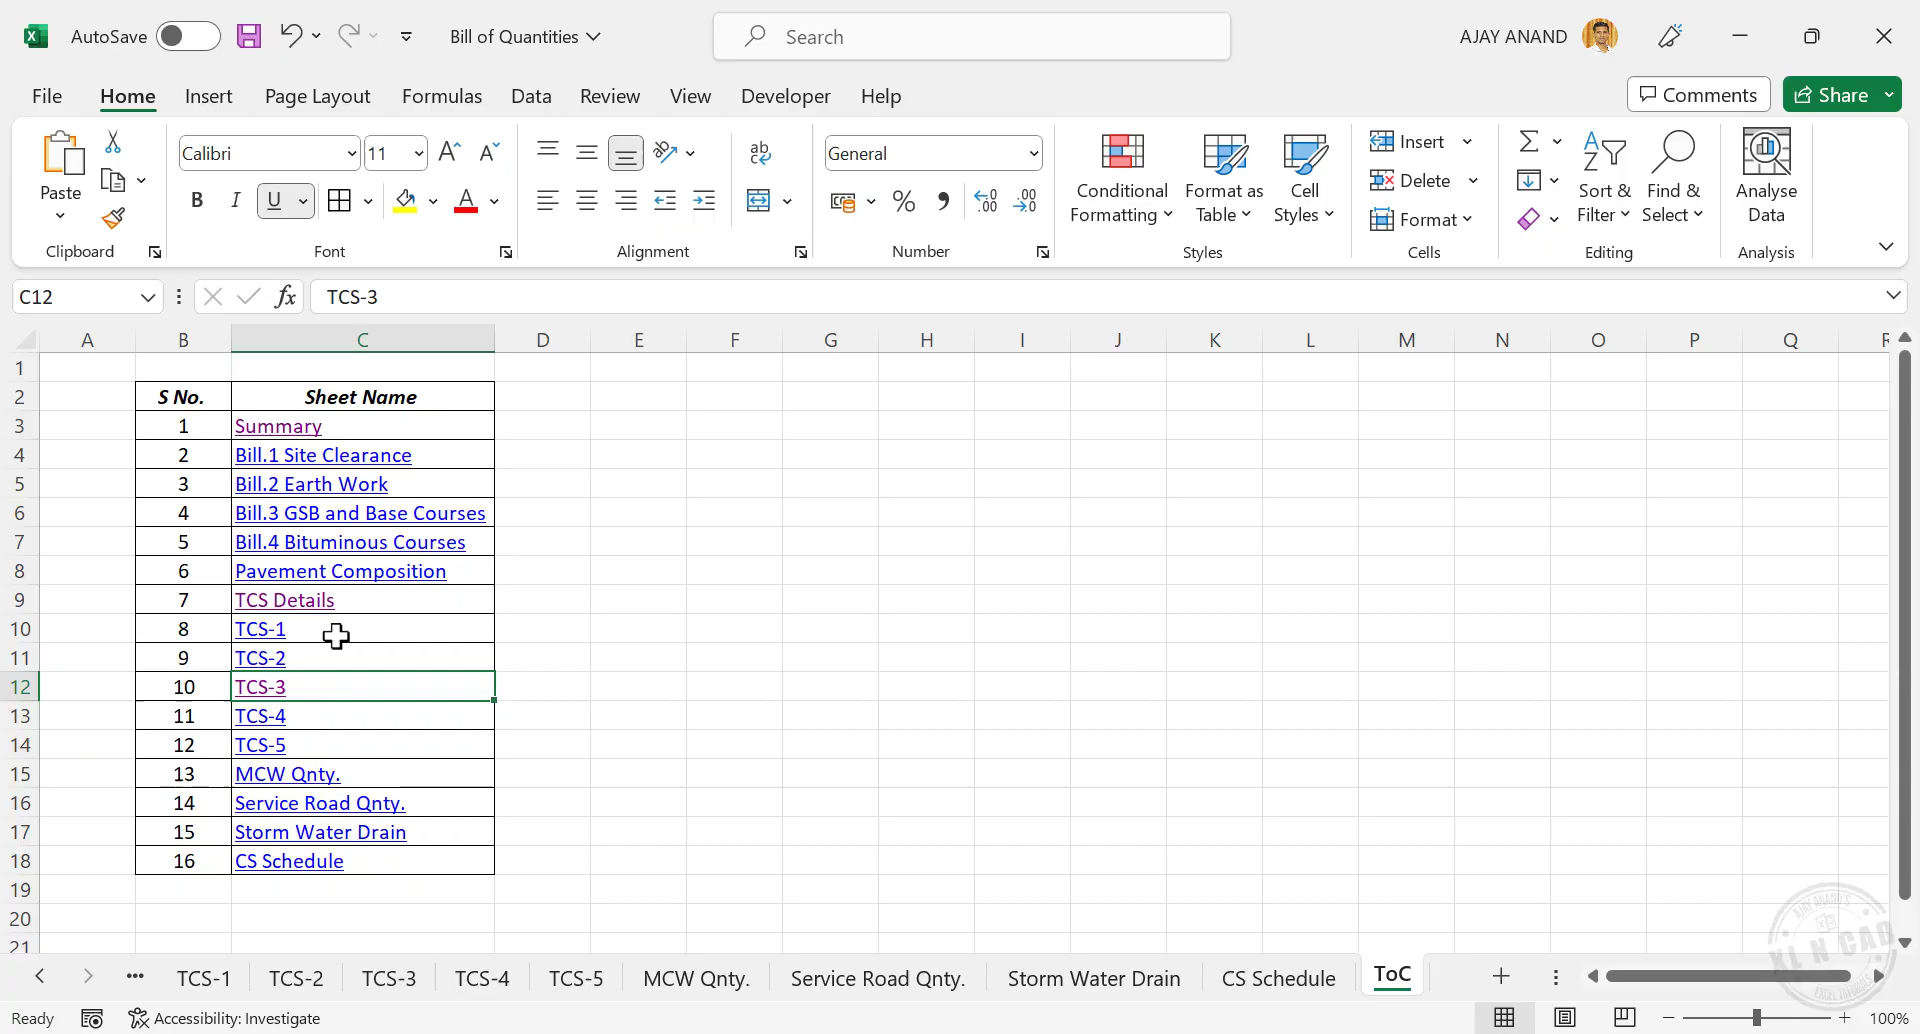 AutoSave Bill of Quantities Search AJAY ANAND
File Home Insert Page Layout Formulas Data Review View Developer Help Comments Share
Paste
Clipboard
Calibri 11
B I U A
Font
ab
Alignment
General
% .00 .00
Number
Conditional Formatting
Format as Table
Cell Styles
Styles
Insert
Delete
Format
Cells
Sort & Filter
Find & Select
Editing
Analyse Data
Analysis
C12 fx TCS-3
A B C D E F G H I J K L M N O P Q R
1
2 S No. Sheet Name
3 1 Summary
4 2 Bill.1 Site Clearance
5 3 Bill.2 Earth Work
6 4 Bill.3 GSB and Base Courses
7 5 Bill.4 Bituminous Courses
8 6 Pavement Composition
9 7 TCS Details
10 8 TCS-1
11 9 TCS-2
12 10 TCS-3
13 11 TCS-4
14 12 TCS-5
15 13 MCW Qnty.
16 14 Service Road Qnty.
17 15 Storm Water Drain
18 16 CS Schedule
19
20
21
XL N CAD
TCS-1 TCS-2 TCS-3 TCS-4 TCS-5 MCW Qnty. Service Road Qnty. Storm Water Drain CS Schedule ToC
Ready Accessibility: Investigate 100%